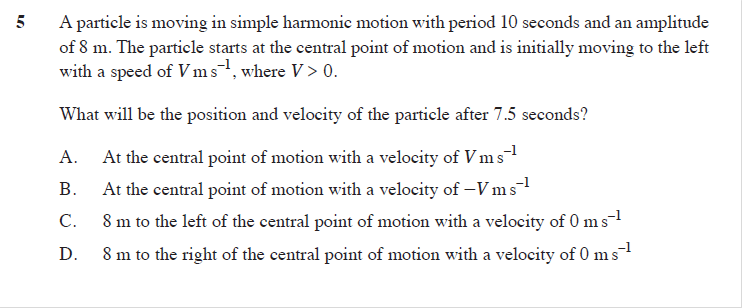 5 A particle is moving in simple harmonic motion with period 10 seconds and an amplitude
of 8 m. The particle starts at the central point of motion and is initially moving to the left
with a speed of V m s⁻¹, where V > 0.
What will be the position and velocity of the particle after 7.5 seconds?
A. At the central point of motion with a velocity of V m s⁻¹
B. At the central point of motion with a velocity of −V m s⁻¹
C. 8 m to the left of the central point of motion with a velocity of 0 m s⁻¹
D. 8 m to the right of the central point of motion with a velocity of 0 m s⁻¹